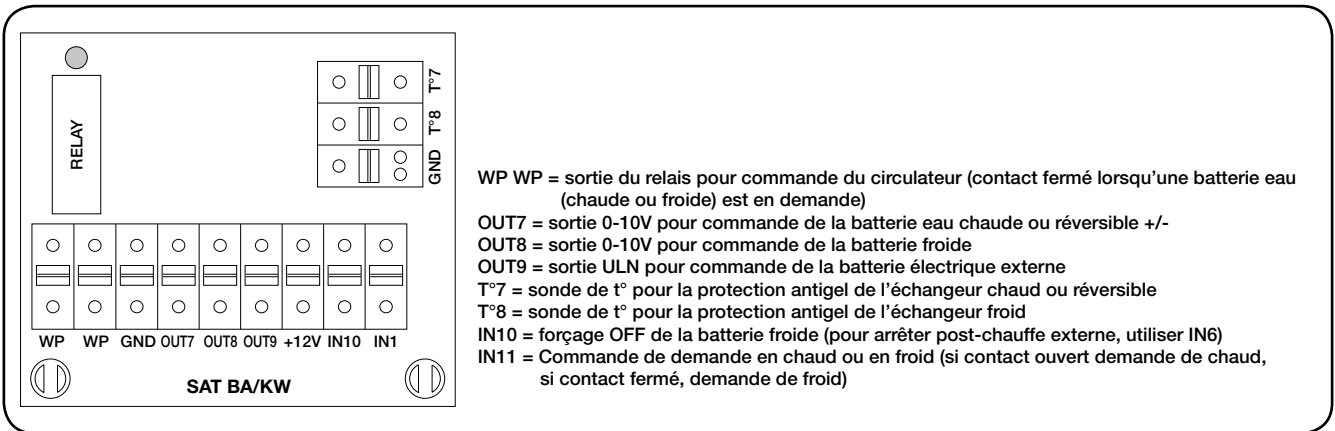 RELAY
T°7
T°8
GND
WP WP GND OUT7 OUT8 OUT9 +12V IN10 IN1
SAT BA/KW
WP WP = sortie du relais pour commande du circulateur (contact fermé lorsqu'une batterie eau
(chaude ou froide) est en demande)
OUT7 = sortie 0-10V pour commande de la batterie eau chaude ou réversible +/-
OUT8 = sortie 0-10V pour commande de la batterie froide
OUT9 = sortie ULN pour commande de la batterie électrique externe
T°7 = sonde de t° pour la protection antigel de l'échangeur chaud ou réversible
T°8 = sonde de t° pour la protection antigel de l'échangeur froid
IN10 = forçage OFF de la batterie froide (pour arrêter post-chauffe externe, utiliser IN6)
IN11 = Commande de demande en chaud ou en froid (si contact ouvert demande de chaud,
si contact fermé, demande de froid)